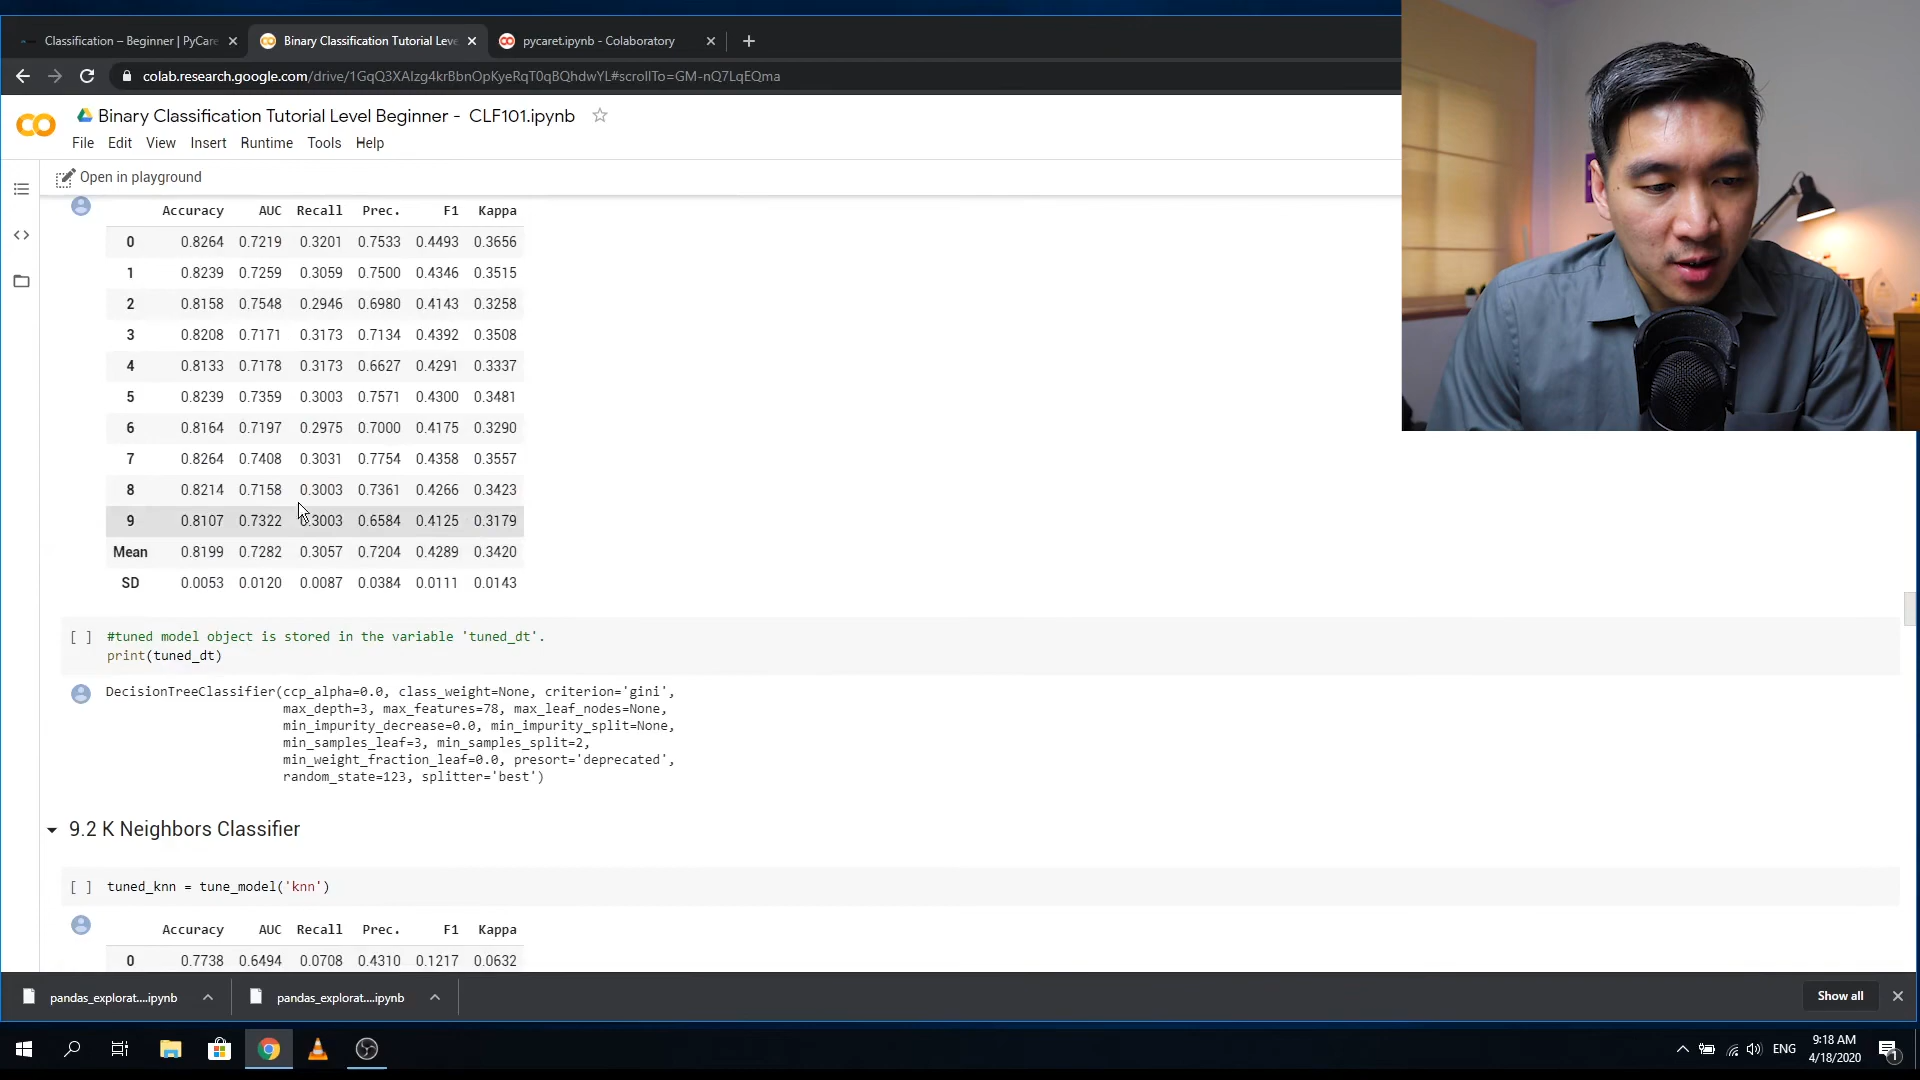 Classification – Beginner | PyCare
Binary Classification Tutorial Leve
pycaret.ipynb - Colaboratory
colab.research.google.com/drive/1GqQ3XAlzg4krBbnOpKyeRqT0qBQhdwYL#scrollTo=GM-nQ7LqEQma
Binary Classification Tutorial Level Beginner - CLF101.ipynb
File Edit View Insert Runtime Tools Help
Open in playground
Accuracy AUC Recall Prec. F1 Kappa
0 0.8264 0.7219 0.3201 0.7533 0.4493 0.3656
1 0.8239 0.7259 0.3059 0.7500 0.4346 0.3515
2 0.8158 0.7548 0.2946 0.6980 0.4143 0.3258
3 0.8208 0.7171 0.3173 0.7134 0.4392 0.3508
4 0.8133 0.7178 0.3173 0.6627 0.4291 0.3337
5 0.8239 0.7359 0.3003 0.7571 0.4300 0.3481
6 0.8164 0.7197 0.2975 0.7000 0.4175 0.3290
7 0.8264 0.7408 0.3031 0.7754 0.4358 0.3557
8 0.8214 0.7158 0.3003 0.7361 0.4266 0.3423
9 0.8107 0.7322 0.3003 0.6584 0.4125 0.3179
Mean 0.8199 0.7282 0.3057 0.7204 0.4289 0.3420
SD 0.0053 0.0120 0.0087 0.0384 0.0111 0.0143
[ ] #tuned model object is stored in the variable 'tuned_dt'.
print(tuned_dt)
DecisionTreeClassifier(ccp_alpha=0.0, class_weight=None, criterion='gini',
max_depth=3, max_features=78, max_leaf_nodes=None,
min_impurity_decrease=0.0, min_impurity_split=None,
min_samples_leaf=3, min_samples_split=2,
min_weight_fraction_leaf=0.0, presort='deprecated',
random_state=123, splitter='best')
9.2 K Neighbors Classifier
[ ] tuned_knn = tune_model('knn')
Accuracy AUC Recall Prec. F1 Kappa
0 0.7738 0.6494 0.0708 0.4310 0.1217 0.0632
pandas_explorat....ipynb
pandas_explorat....ipynb
Show all
ENG
9:18 AM
4/18/2020
1